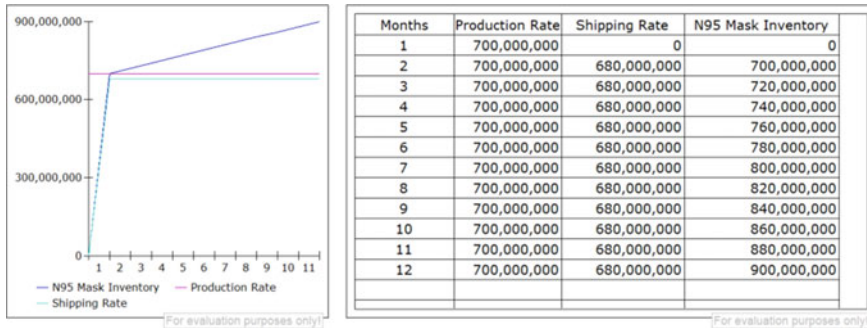 900,000,000
600,000,000
300,000,000
0
1 2 3 4 5 6 7 8 9 10 11
N95 Mask Inventory Production Rate
Shipping Rate
For evaluation purposes only!
Months Production Rate Shipping Rate N95 Mask Inventory
1 700,000,000 0 0
2 700,000,000 680,000,000 700,000,000
3 700,000,000 680,000,000 720,000,000
4 700,000,000 680,000,000 740,000,000
5 700,000,000 680,000,000 760,000,000
6 700,000,000 680,000,000 780,000,000
7 700,000,000 680,000,000 800,000,000
8 700,000,000 680,000,000 820,000,000
9 700,000,000 680,000,000 840,000,000
10 700,000,000 680,000,000 860,000,000
11 700,000,000 680,000,000 880,000,000
12 700,000,000 680,000,000 900,000,000
For evaluation purposes only